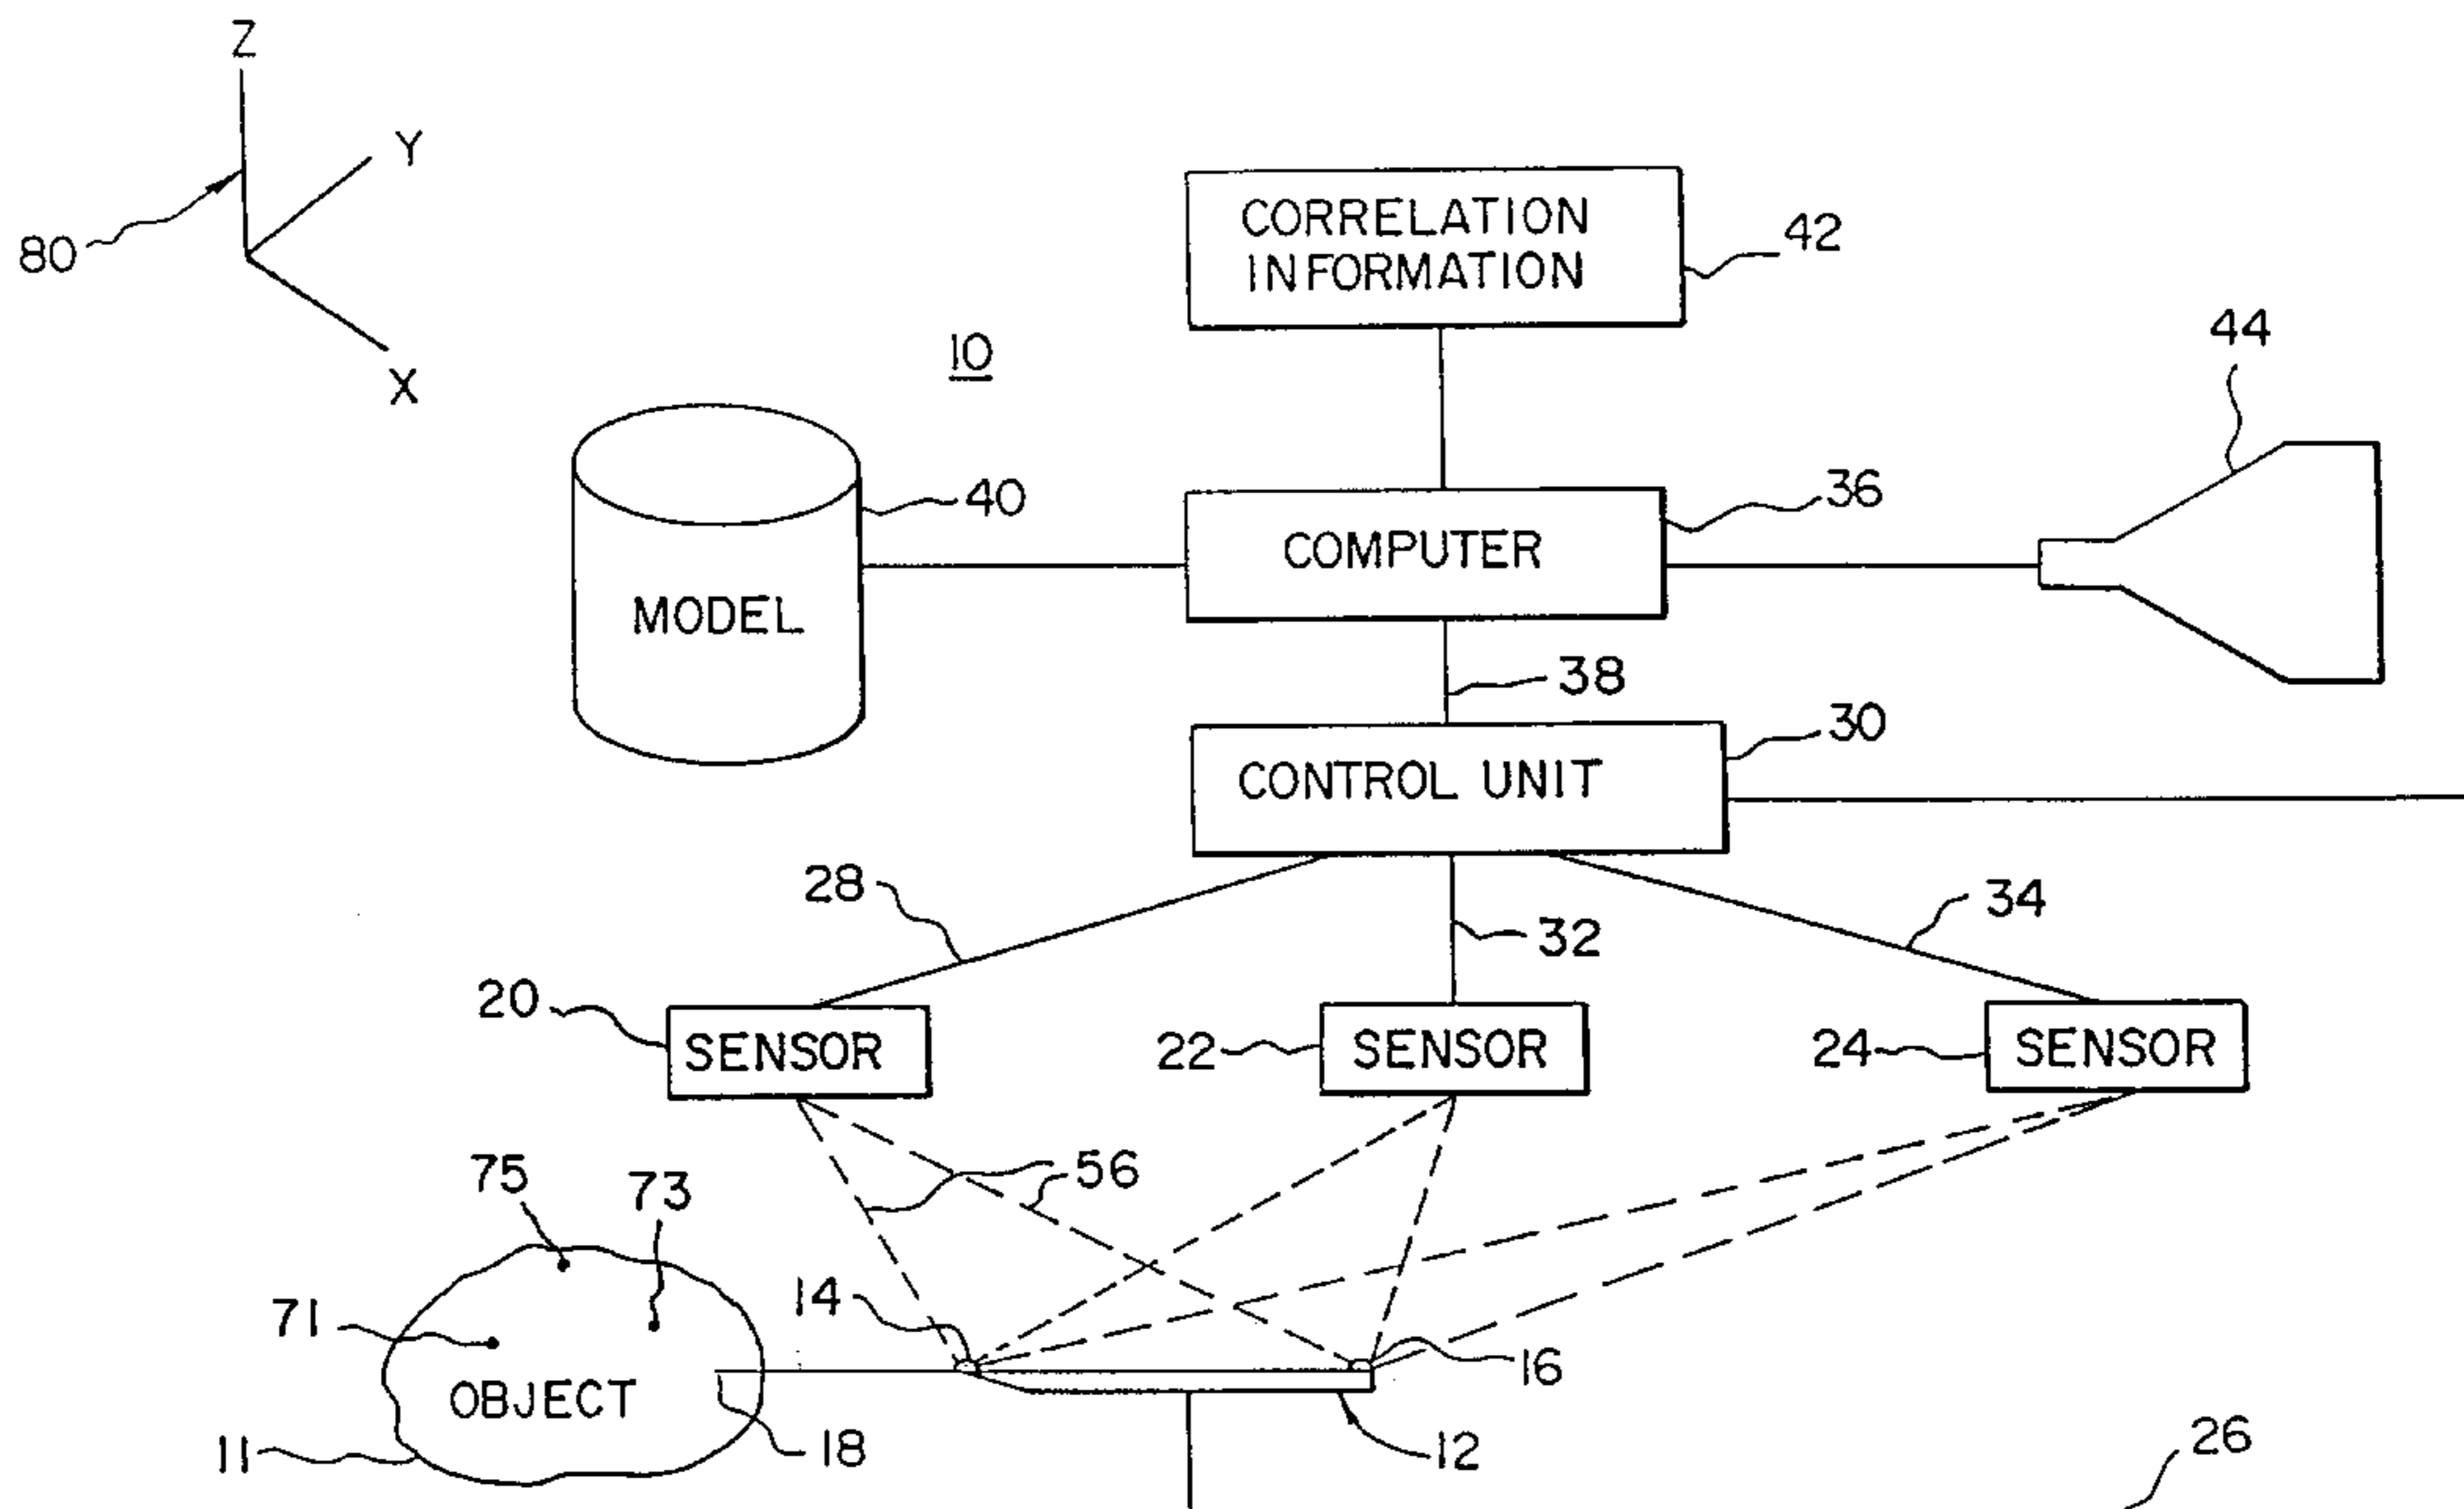 Z
Y
80
X
CORRELATION
INFORMATION
42
10
44
40
36
COMPUTER
MODEL
38
30
CONTROL UNIT
28
34
32
20
SENSOR
22
SENSOR
24
SENSOR
75
73
56
14
71
OBJECT
16
11
18
12
26